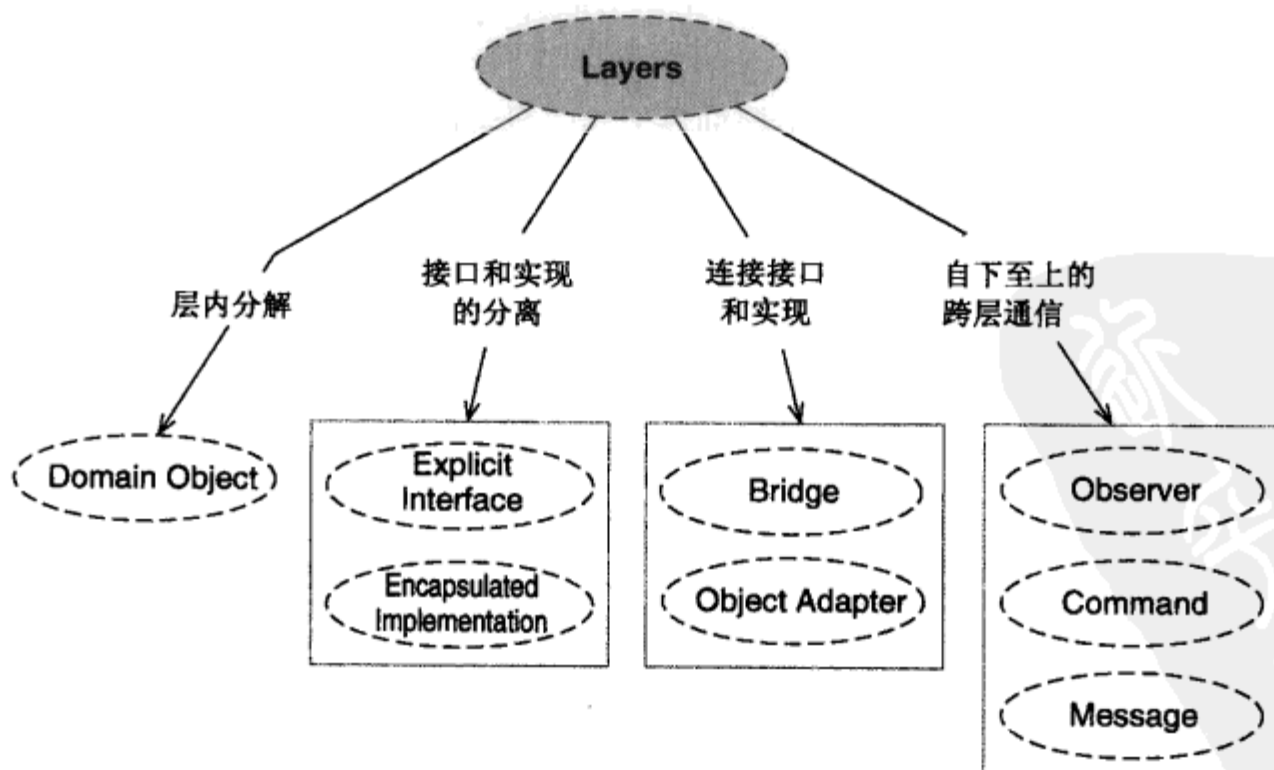 Layers
层内分解
接口和实现
的分离
连接接口
和实现
自下至上的
跨层通信
Domain Object
Explicit
Interface
Encapsulated
Implementation
Bridge
Object Adapter
Observer
Command
Message